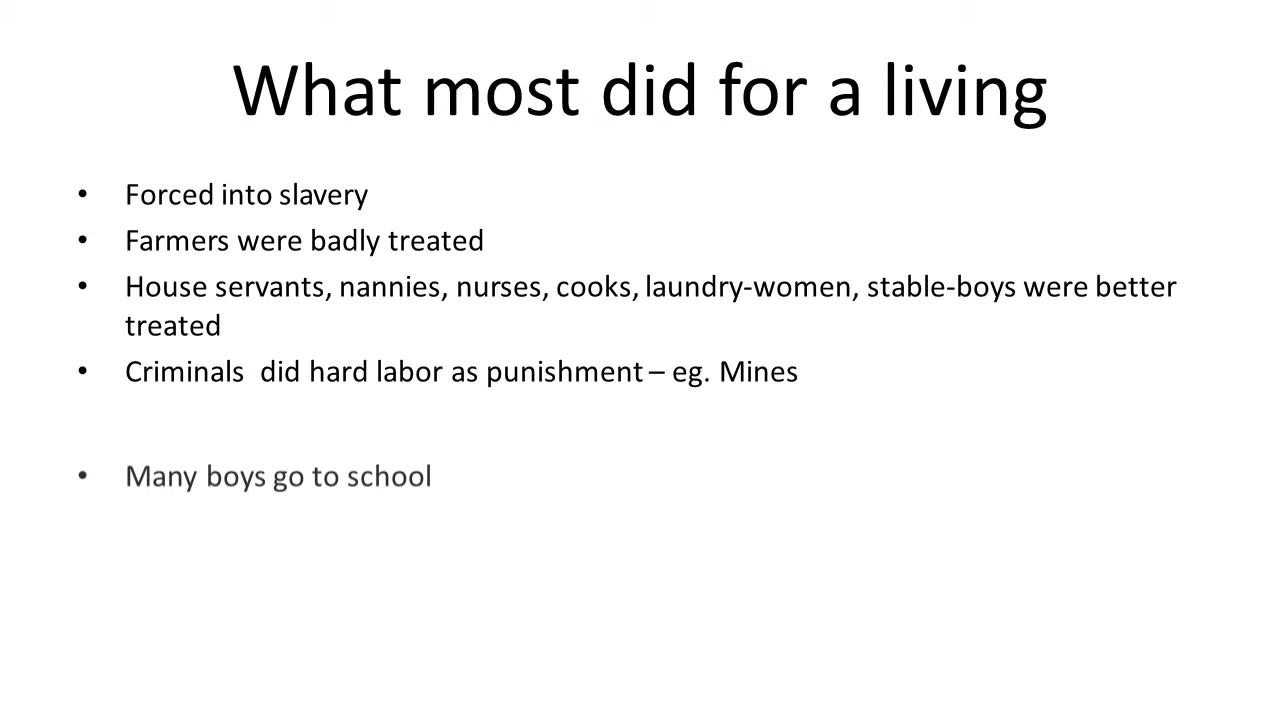 What most did for a living
• Forced into slavery
• Farmers were badly treated
• House servants, nannies, nurses, cooks, laundry-women, stable-boys were better
treated
• Criminals  did hard labor as punishment – eg. Mines
• Many boys go to school